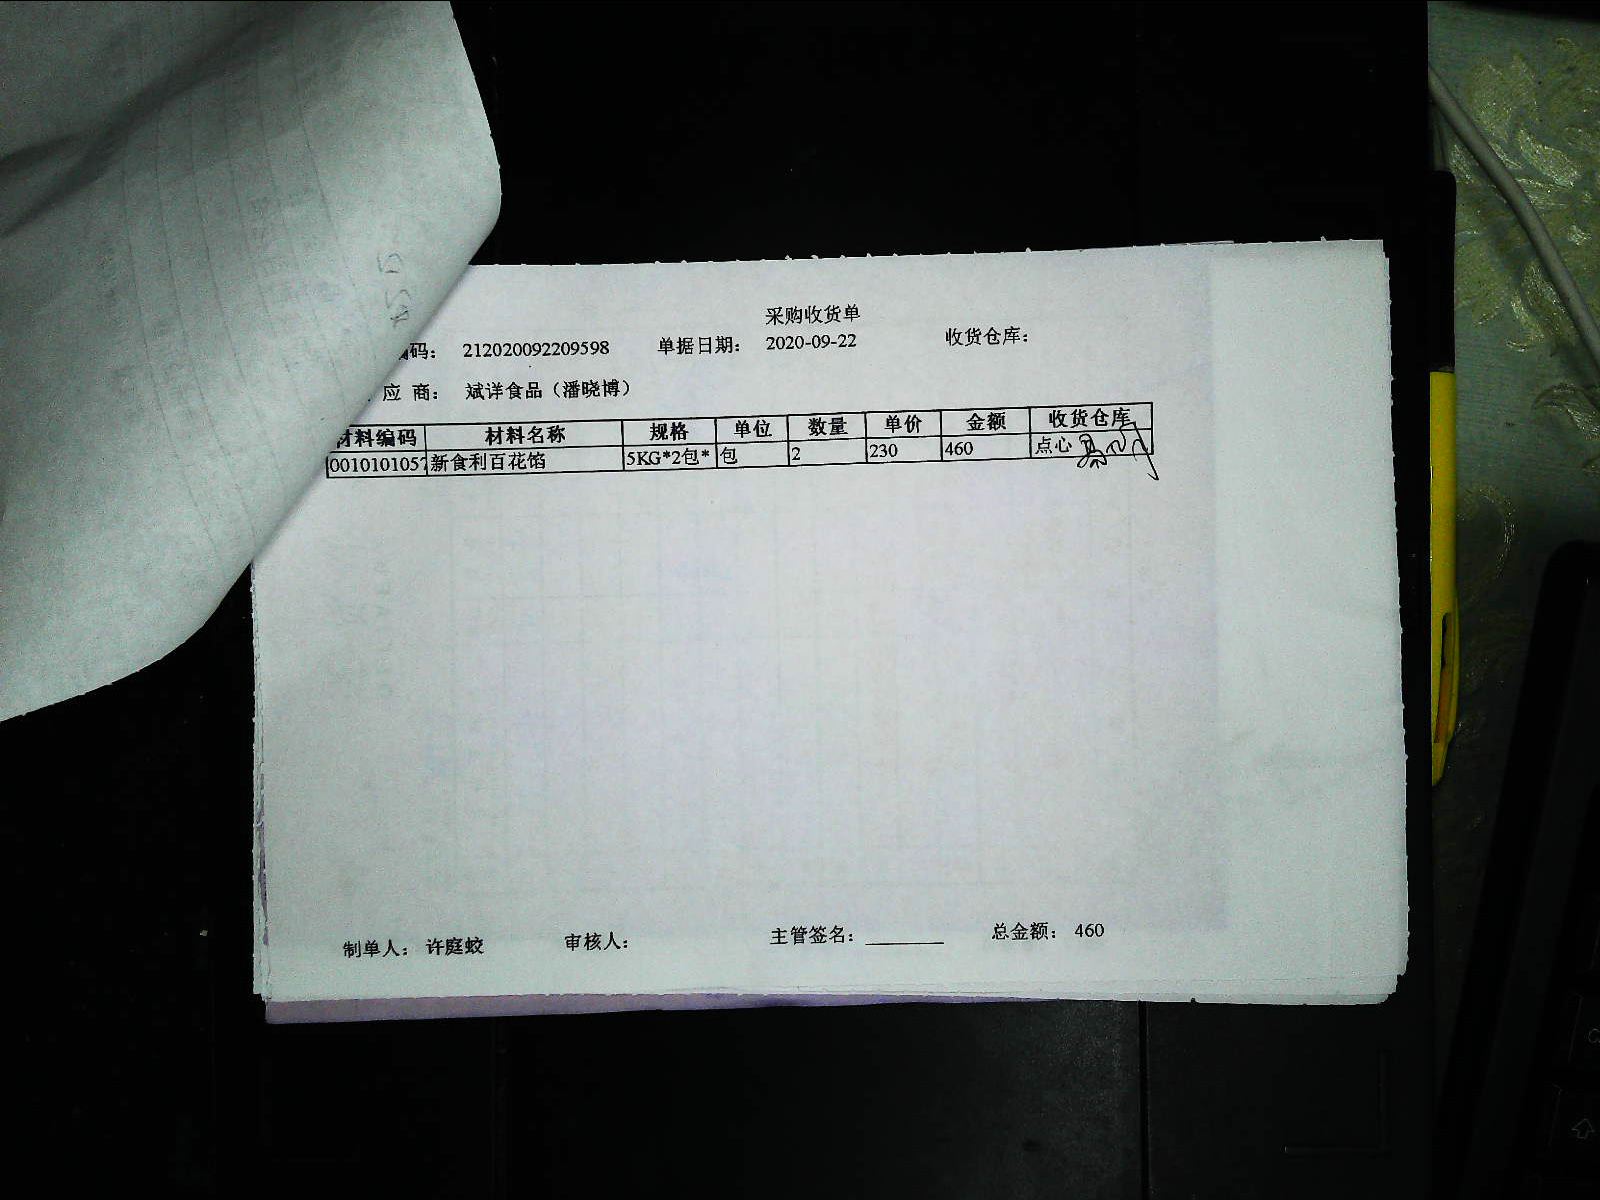 采购收货单
编码： 212020092209598 单据日期： 2020-09-22 收货仓库：
应 商： 斌详食品（潘晓博）
材料编码 材料名称 规格 单位 数量 单价 金额 收货仓库
0010101057 新食利百花馅 5KG*2包* 包 2 230 460 点心
制单人： 许庭蛟 审核人： 主管签名：________ 总金额： 460